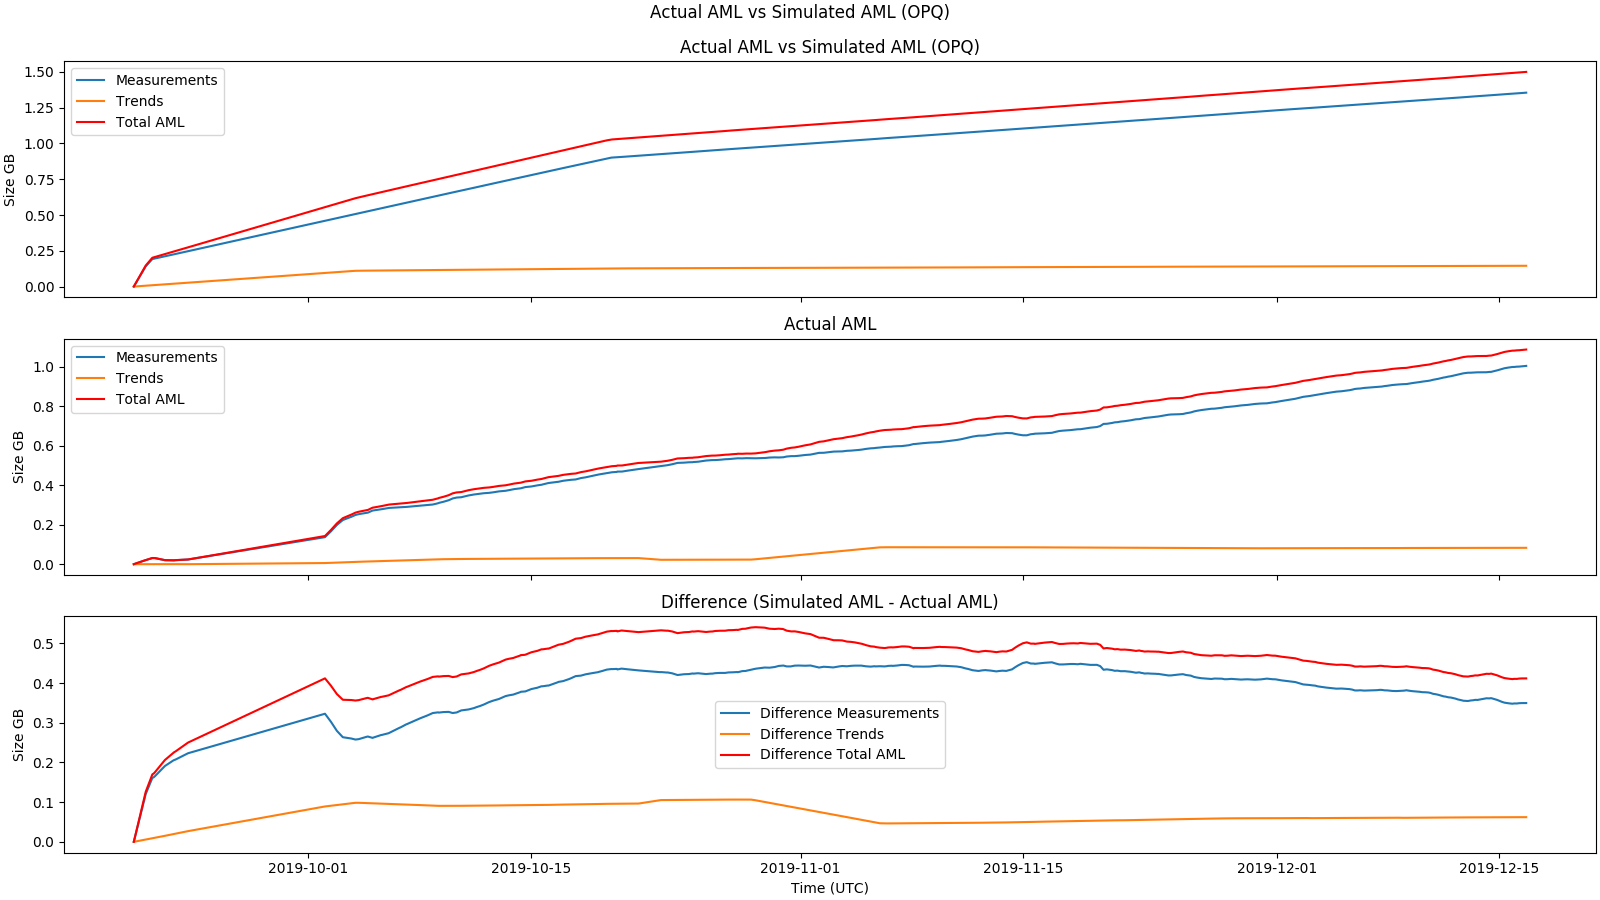 Actual AML vs Simulated AML (OPQ)
Actual AML vs Simulated AML (OPQ)
Measurements
Trends
Total AML
1.50
1.25
1.00
0.75
0.50
0.25
0.00
Size GB
Actual AML
Measurements
Trends
Total AML
1.0
0.8
0.6
0.4
0.2
0.0
Size GB
Difference (Simulated AML - Actual AML)
Difference Measurements
Difference Trends
Difference Total AML
0.5
0.4
0.3
0.2
0.1
0.0
Size GB
2019-10-01 2019-10-15 2019-11-01 2019-11-15 2019-12-01 2019-12-15
Time (UTC)